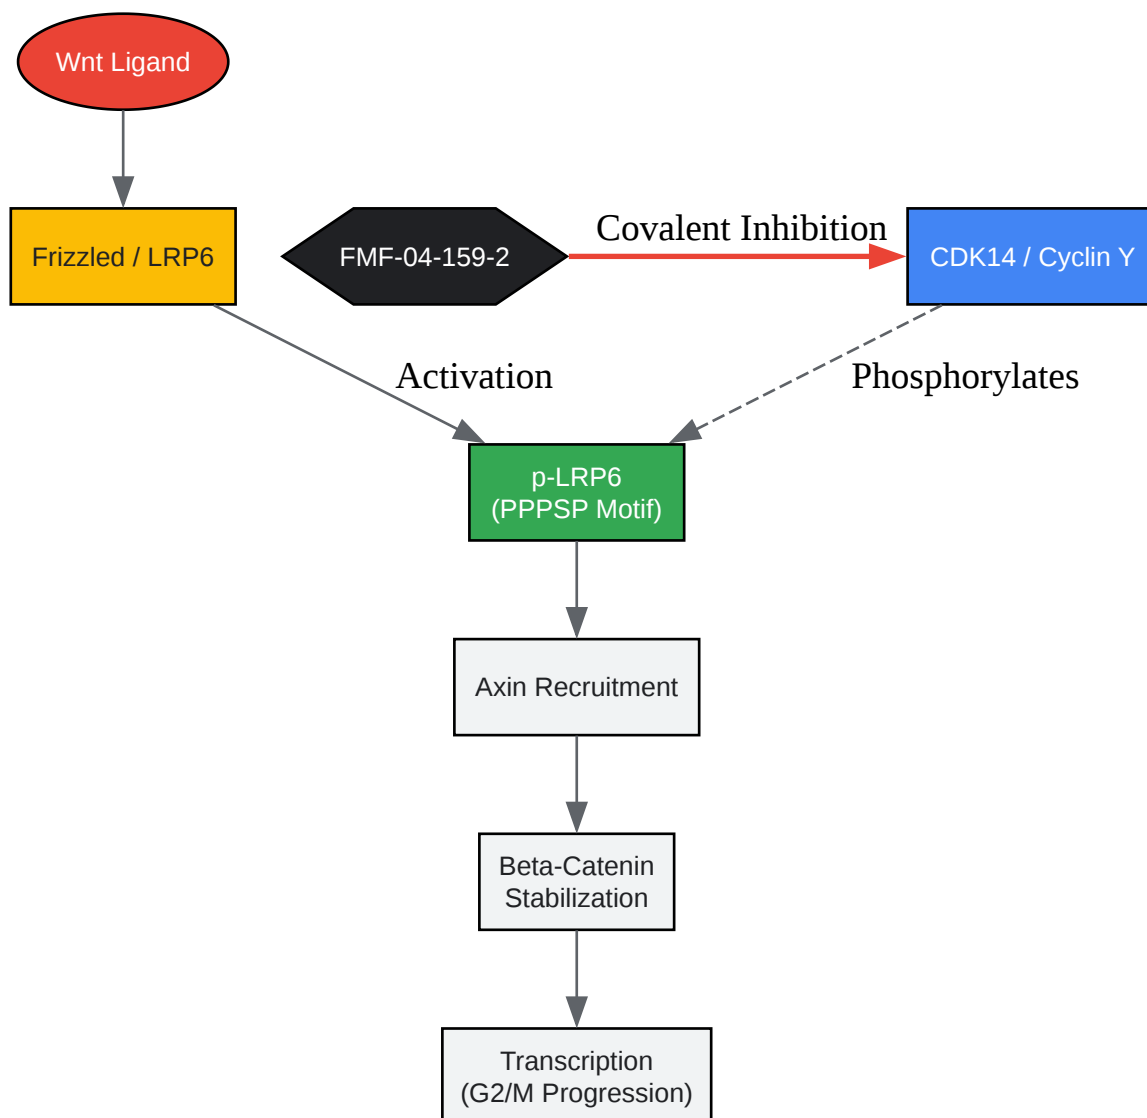 Wnt Ligand
Frizzled / LRP6
FMF-04-159-2
Covalent Inhibition
CDK14 / Cyclin Y
Activation
Phosphorylates
p-LRP6
(PPPSP Motif)
Axin Recruitment
Beta-Catenin
Stabilization
Transcription
(G2/M Progression)